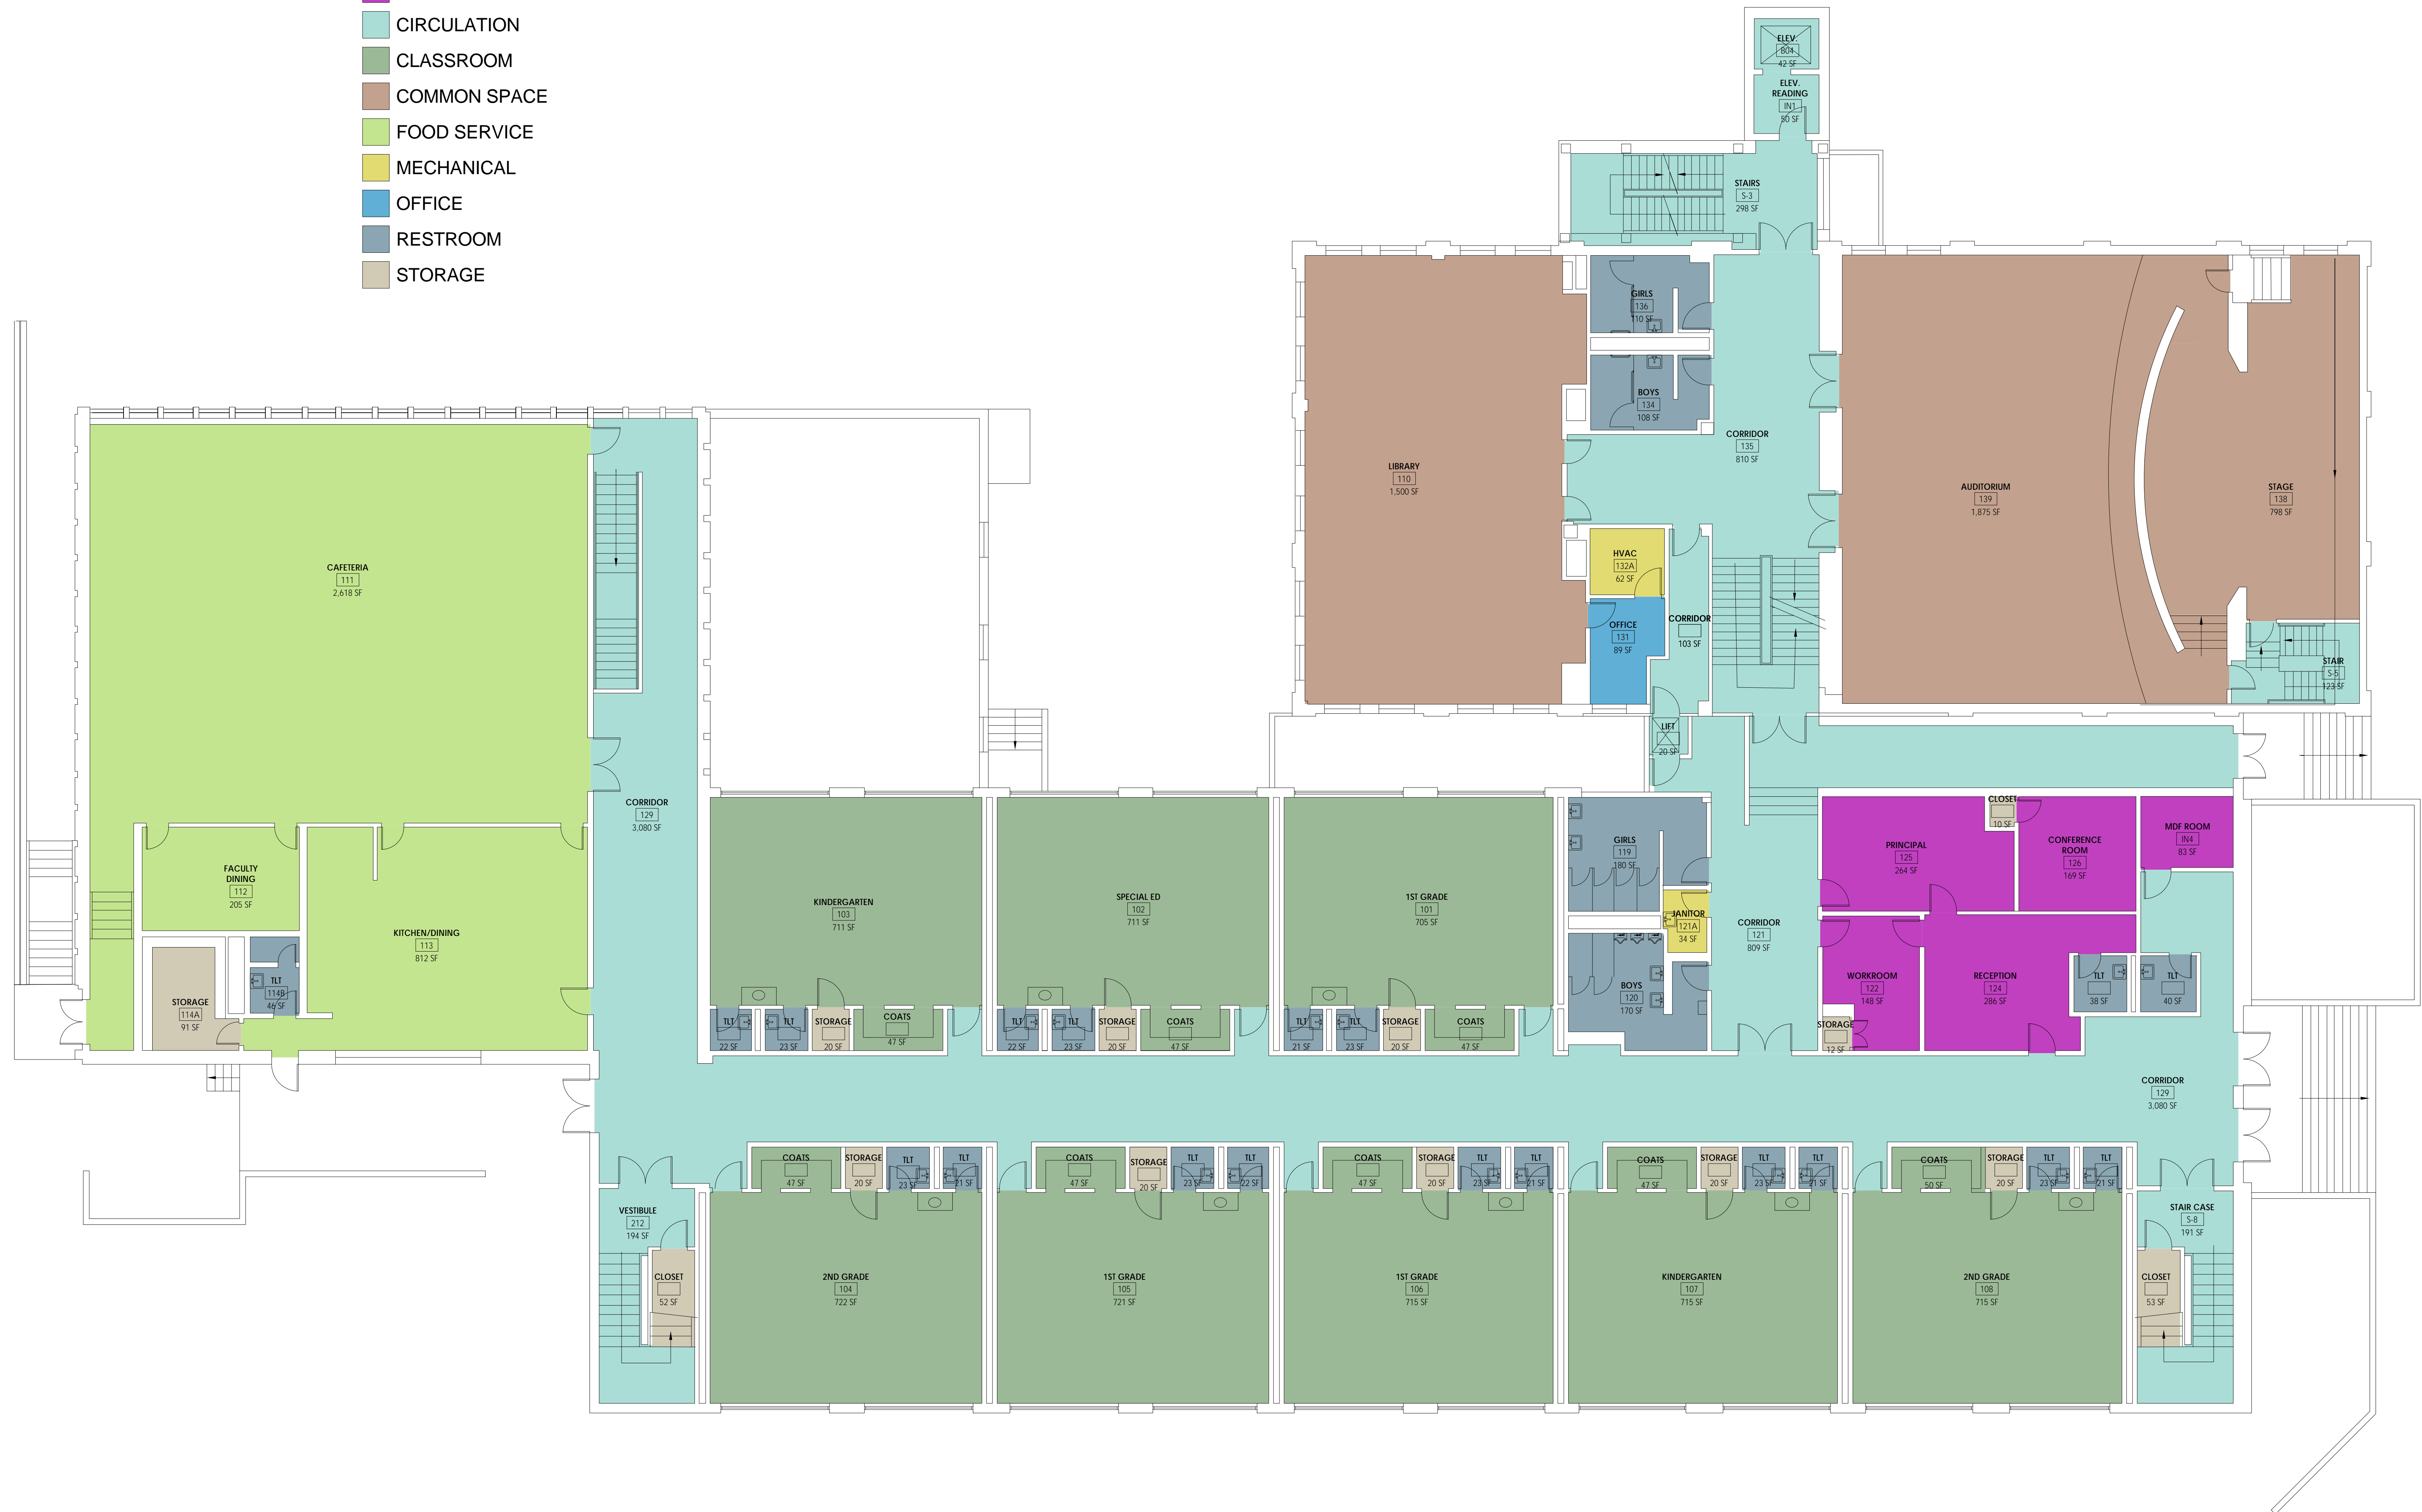 CIRCULATION
CLASSROOM
COMMON SPACE
FOOD SERVICE
MECHANICAL
OFFICE
RESTROOM
STORAGE
ELEV.
804
42 SF
ELEV.
READING
IN1
50 SF
STAIRS
S-3
298 SF
GIRLS
136
110 SF
BOYS
134
108 SF
CORRIDOR
135
810 SF
LIBRARY
110
1,500 SF
AUDITORIUM
139
1,875 SF
STAGE
138
798 SF
HVAC
132A
62 SF
OFFICE
131
89 SF
CORRIDOR
103 SF
STAIR
S-5
123 SF
LIFT
20 SF
CAFETERIA
111
2,618 SF
CORRIDOR
129
3,080 SF
FACULTY
DINING
112
205 SF
KITCHEN/DINING
113
812 SF
STORAGE
114A
91 SF
TLT
114B
46 SF
KINDERGARTEN
103
711 SF
SPECIAL ED
102
711 SF
1ST GRADE
101
705 SF
GIRLS
119
180 SF
JANITOR
121A
34 SF
BOYS
120
170 SF
CORRIDOR
121
809 SF
PRINCIPAL
125
264 SF
CLOSET
10 SF
CONFERENCE
ROOM
126
169 SF
MDF ROOM
IN4
83 SF
WORKROOM
122
148 SF
RECEPTION
124
286 SF
TLT
38 SF
TLT
40 SF
STORAGE
12 SF
TLT
22 SF
TLT
23 SF
STORAGE
20 SF
COATS
47 SF
TLT
22 SF
TLT
23 SF
STORAGE
20 SF
COATS
47 SF
TLT
21 SF
TLT
23 SF
STORAGE
20 SF
COATS
47 SF
CORRIDOR
129
3,080 SF
COATS
47 SF
STORAGE
20 SF
TLT
23 SF
TLT
21 SF
COATS
47 SF
STORAGE
20 SF
TLT
23 SF
TLT
22 SF
COATS
47 SF
STORAGE
20 SF
TLT
23 SF
TLT
21 SF
COATS
47 SF
STORAGE
20 SF
TLT
23 SF
TLT
21 SF
COATS
50 SF
STORAGE
20 SF
TLT
23 SF
TLT
21 SF
VESTIBULE
212
194 SF
CLOSET
52 SF
2ND GRADE
104
722 SF
1ST GRADE
105
721 SF
1ST GRADE
106
715 SF
KINDERGARTEN
107
715 SF
2ND GRADE
108
715 SF
STAIR CASE
S-8
191 SF
CLOSET
53 SF